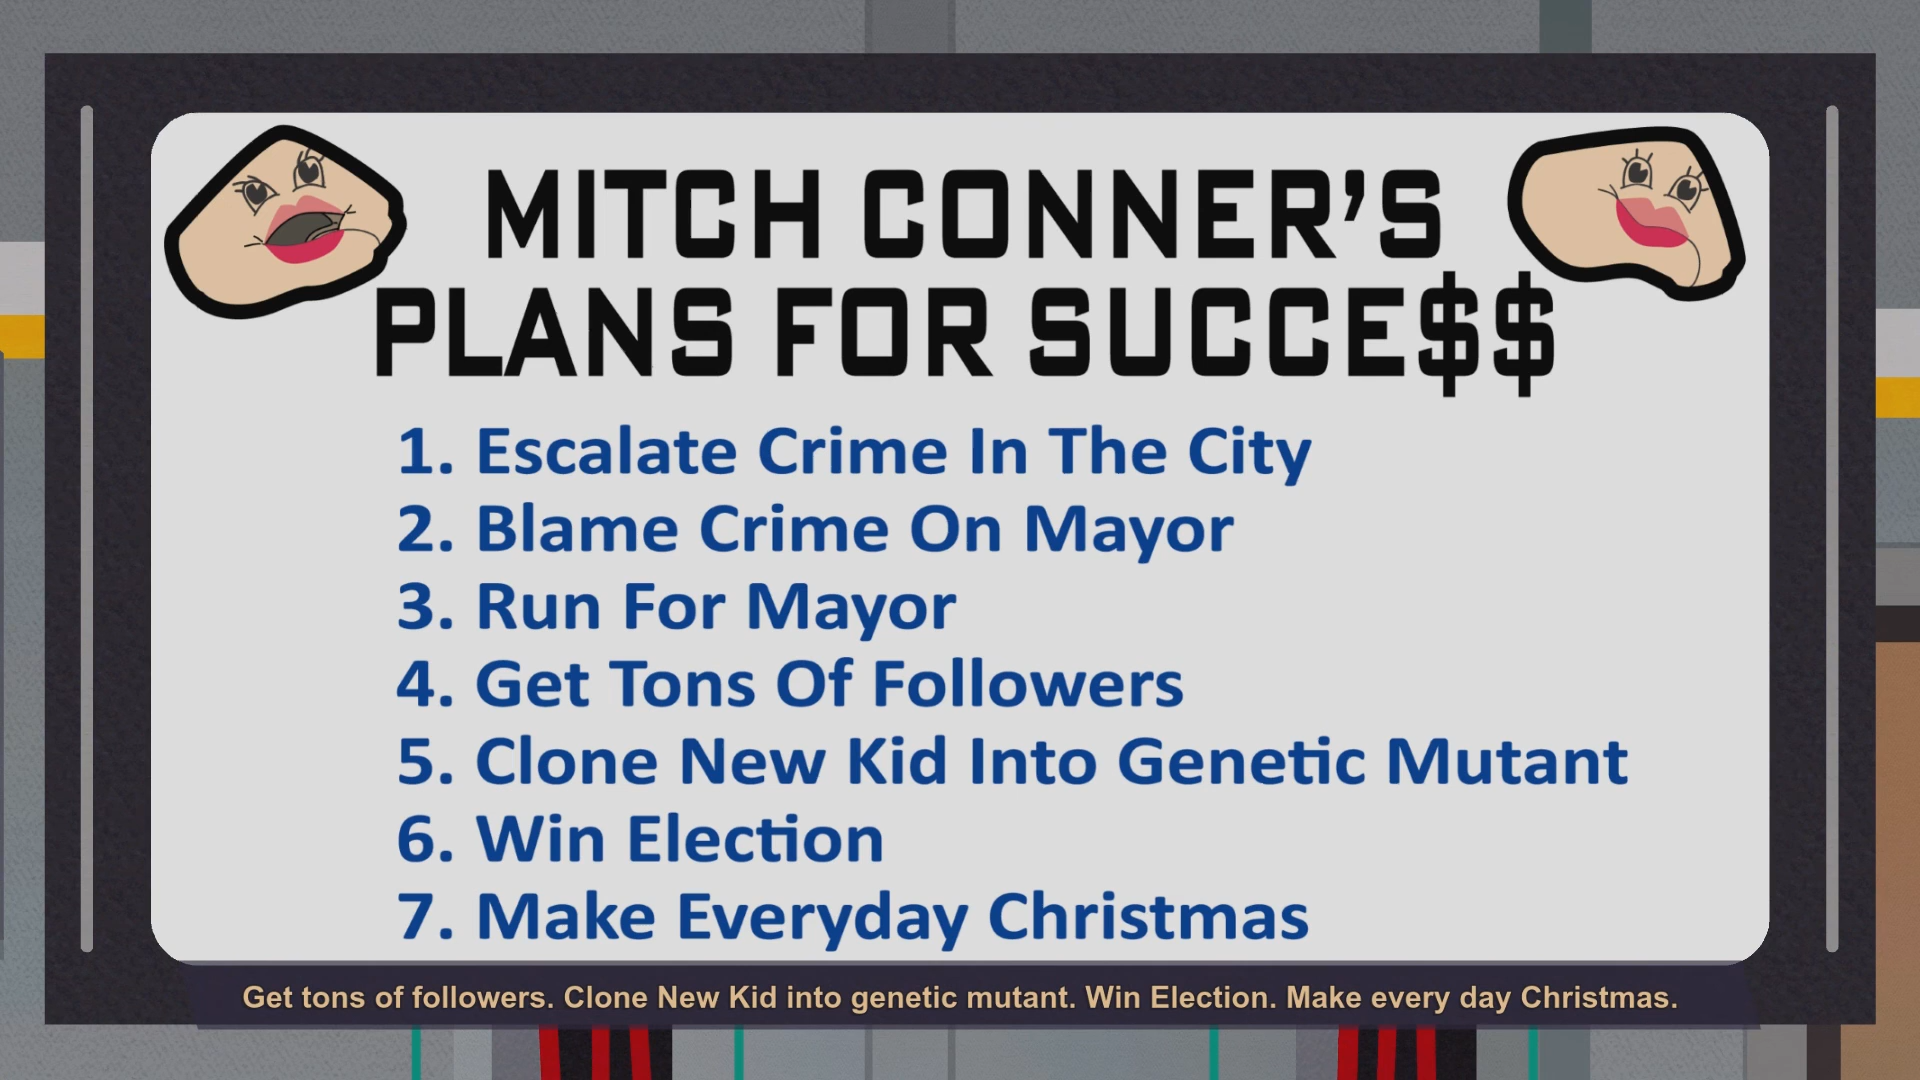 MITCH CONNER'S
PLANS FOR SUCCE$$
1. Escalate Crime In The City
2. Blame Crime On Mayor
3. Run For Mayor
4. Get Tons Of Followers
5. Clone New Kid Into Genetic Mutant
6. Win Election
7. Make Everyday Christmas
Get tons of followers. Clone New Kid into genetic mutant. Win Election. Make every day Christmas.